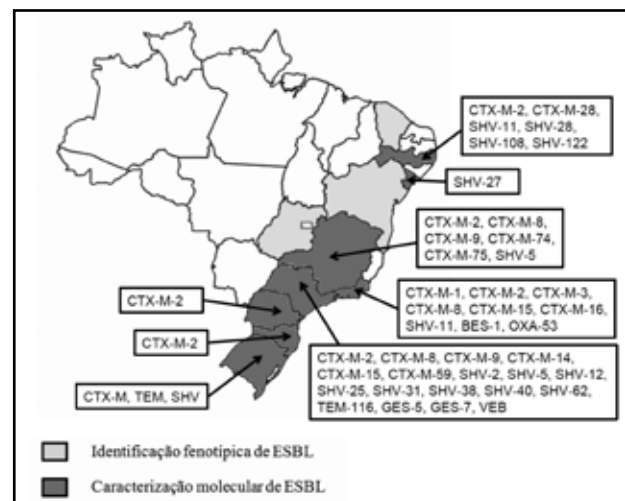 CTX-M-2, CTX-M-28,
SHV-11, SHV-28,
SHV-108, SHV-122
SHV-27
CTX-M-2, CTX-M-8,
CTX-M-9, CTX-M-74,
CTX-M-75, SHV-5
CTX-M-1, CTX-M-2, CTX-M-3,
CTX-M-8, CTX-M-15, CTX-M-16,
SHV-11, BES-1, OXA-53
CTX-M-2
CTX-M-2
CTX-M-2, CTX-M-8, CTX-M-9, CTX-M-14,
CTX-M-15, CTX-M-59, SHV-2, SHV-5, SHV-12,
SHV-25, SHV-31, SHV-38, SHV-40, SHV-62,
TEM-116, GES-5, GES-7, VEB
CTX-M, TEM, SHV
Identificação fenotípica de ESBL
Caracterização molecular de ESBL